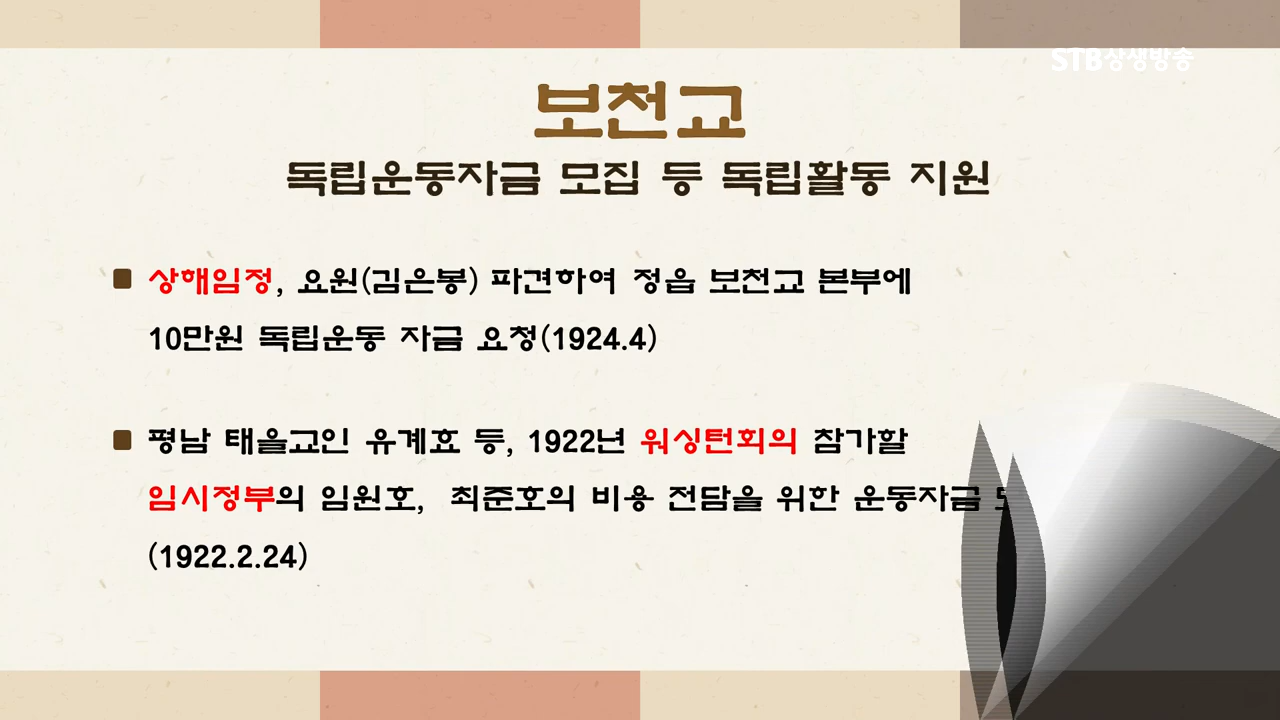 STB상생방송
보천교
독립운동자금 모집 등 독립활동 지원
상해임정, 요원(김은봉) 파견하여 정읍 보천교 본부에
10만원 독립운동 자금 요청(1924.4)
평남 태을교인 유계효 등, 1922년 워싱턴회의 참가할
임시정부의 임원호, 최준호의 비용 전담을 위한 운동자금
(1922.2.24)